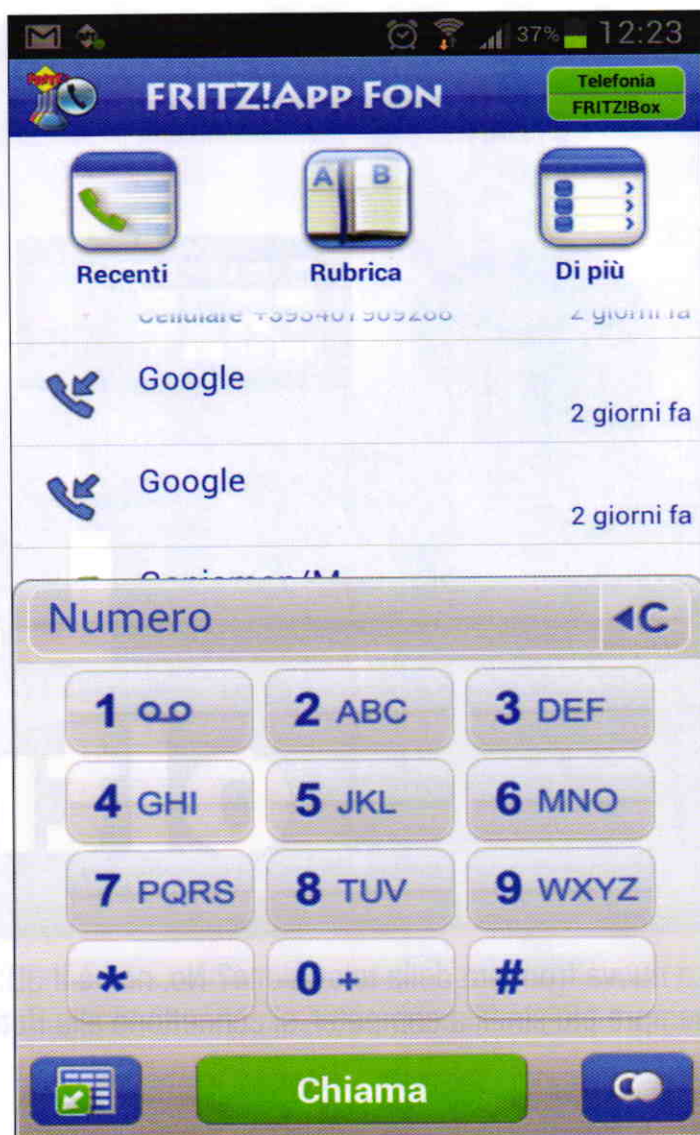 37% 12:23
FRITZ!APP FON
Telefonia
FRITZ!Box
A B
Recenti Rubrica Di più
Cellulare 2 giorni fa
Google
2 giorni fa
Google
2 giorni fa
Numero C
1 2 ABC 3 DEF
4 GHI 5 JKL 6 MNO
7 PQRS 8 TUV 9 WXYZ
* 0 + #
Chiama